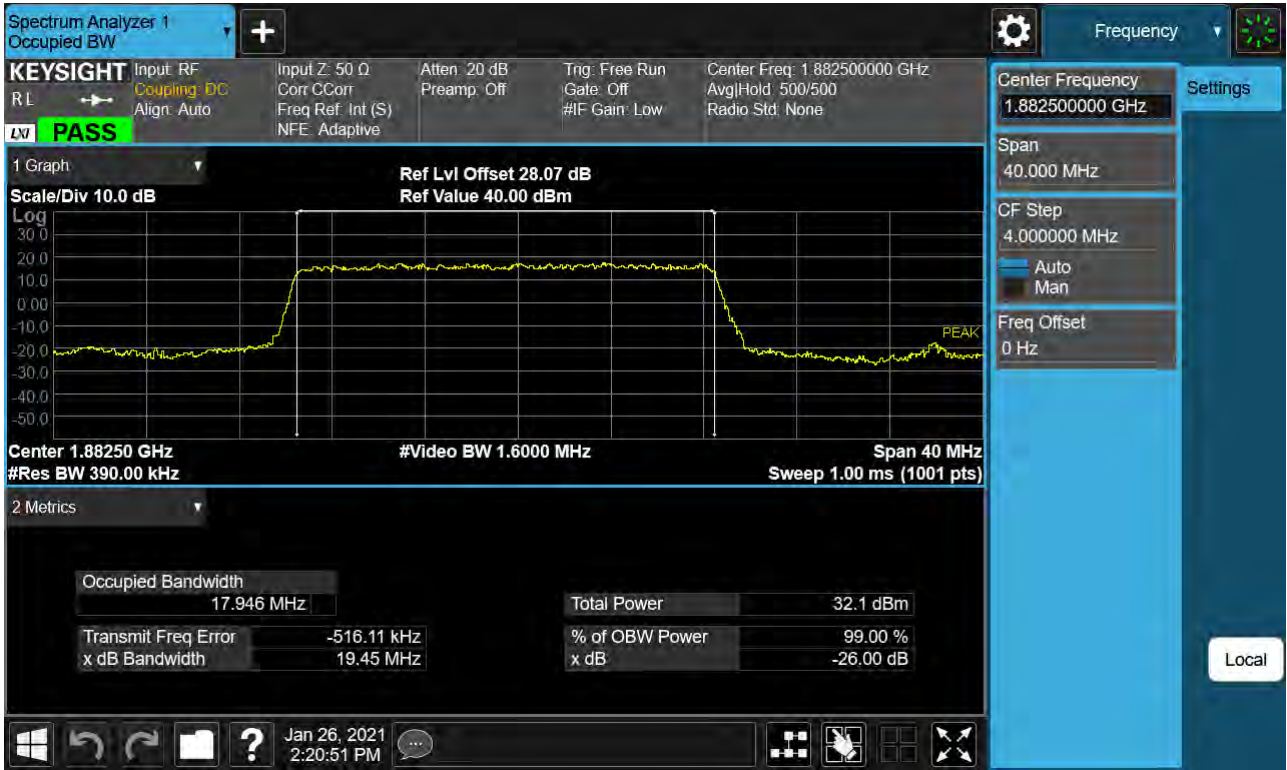 Spectrum Analyzer 1
Occupied BW
Frequency
KEYSIGHT
RL
LXI
PASS
Input: RF
Coupling: DC
Align: Auto
Input Z: 50 Ω
Corr CCorr
Freq Ref: Int (S)
NFE: Adaptive
Atten: 20 dB
Preamp: Off
Trig: Free Run
Gate: Off
#IF Gain: Low
Center Freq: 1.882500000 GHz
Avg|Hold: 500/500
Radio Std: None
Center Frequency
1.882500000 GHz
Settings
Span
40.000 MHz
CF Step
4.000000 MHz
Auto
Man
Freq Offset
0 Hz
1 Graph
Scale/Div 10.0 dB
Ref Lvl Offset 28.07 dB
Ref Value 40.00 dBm
Log
30.0
20.0
10.0
0.00
-10.0
-20.0
-30.0
-40.0
-50.0
PEAK
Center 1.88250 GHz
#Video BW 1.6000 MHz
Span 40 MHz
#Res BW 390.00 kHz
Sweep 1.00 ms (1001 pts)
2 Metrics
Occupied Bandwidth
17.946 MHz
Total Power 32.1 dBm
Transmit Freq Error -516.11 kHz
% of OBW Power 99.00 %
x dB Bandwidth 19.45 MHz
x dB -26.00 dB
Local
Jan 26, 2021
2:20:51 PM